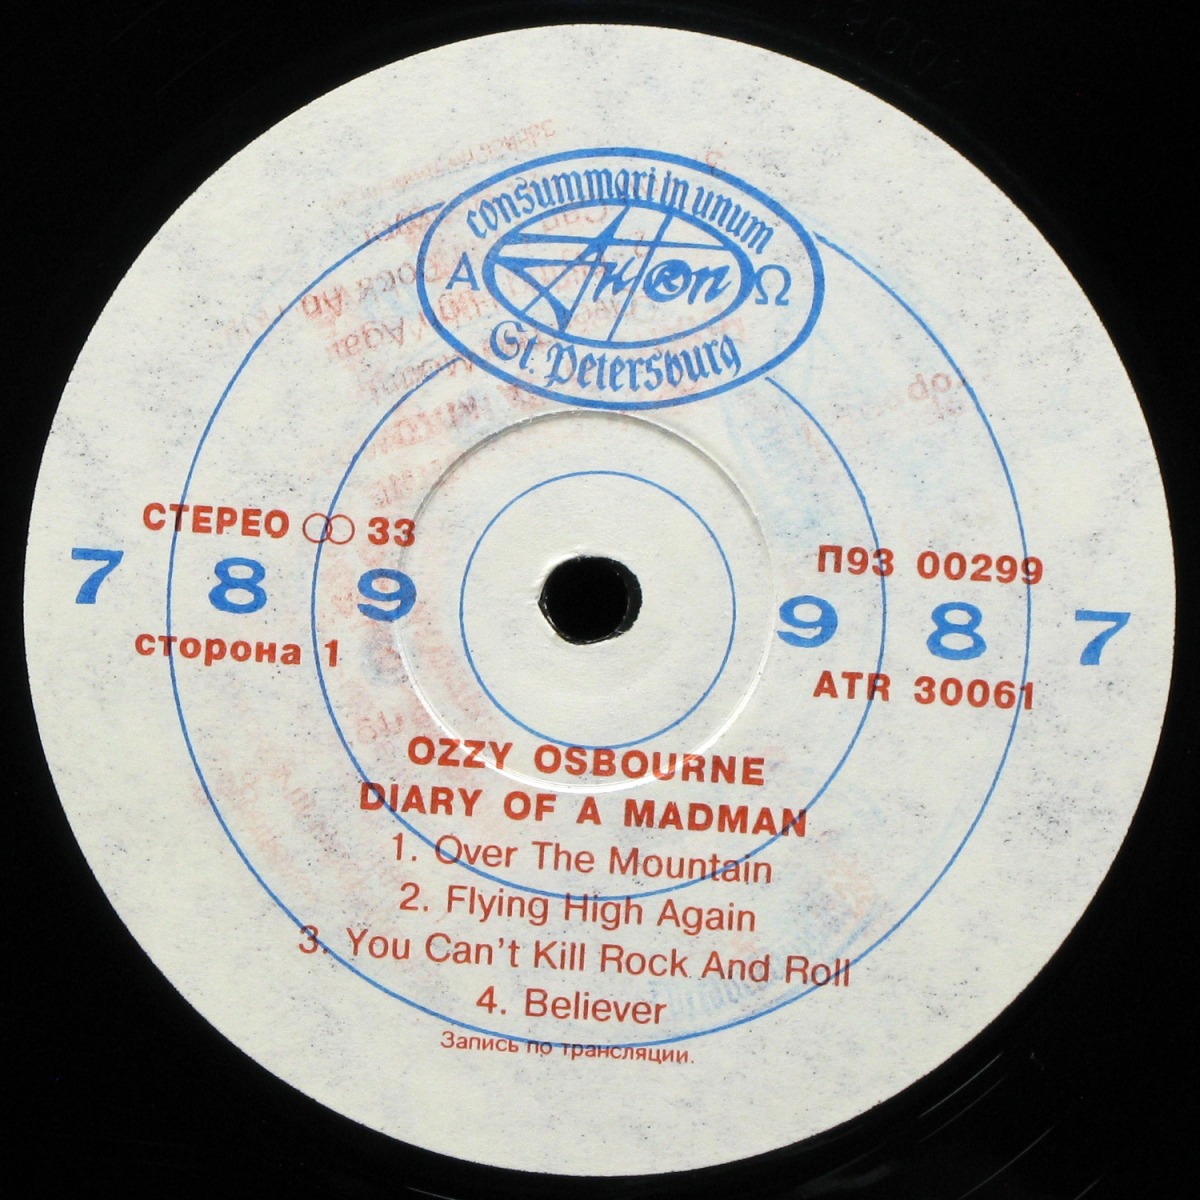 consummari in unum
Α AnTon Ω
St. Petersburg
СТЕРЕО 33
П93 00299
7 8 9
9 8 7
сторона 1
ATR 30061
OZZY OSBOURNE
DIARY OF A MADMAN
1. Over The Mountain
2. Flying High Again
3. You Can't Kill Rock And Roll
4. Believer
Запись по трансляции.